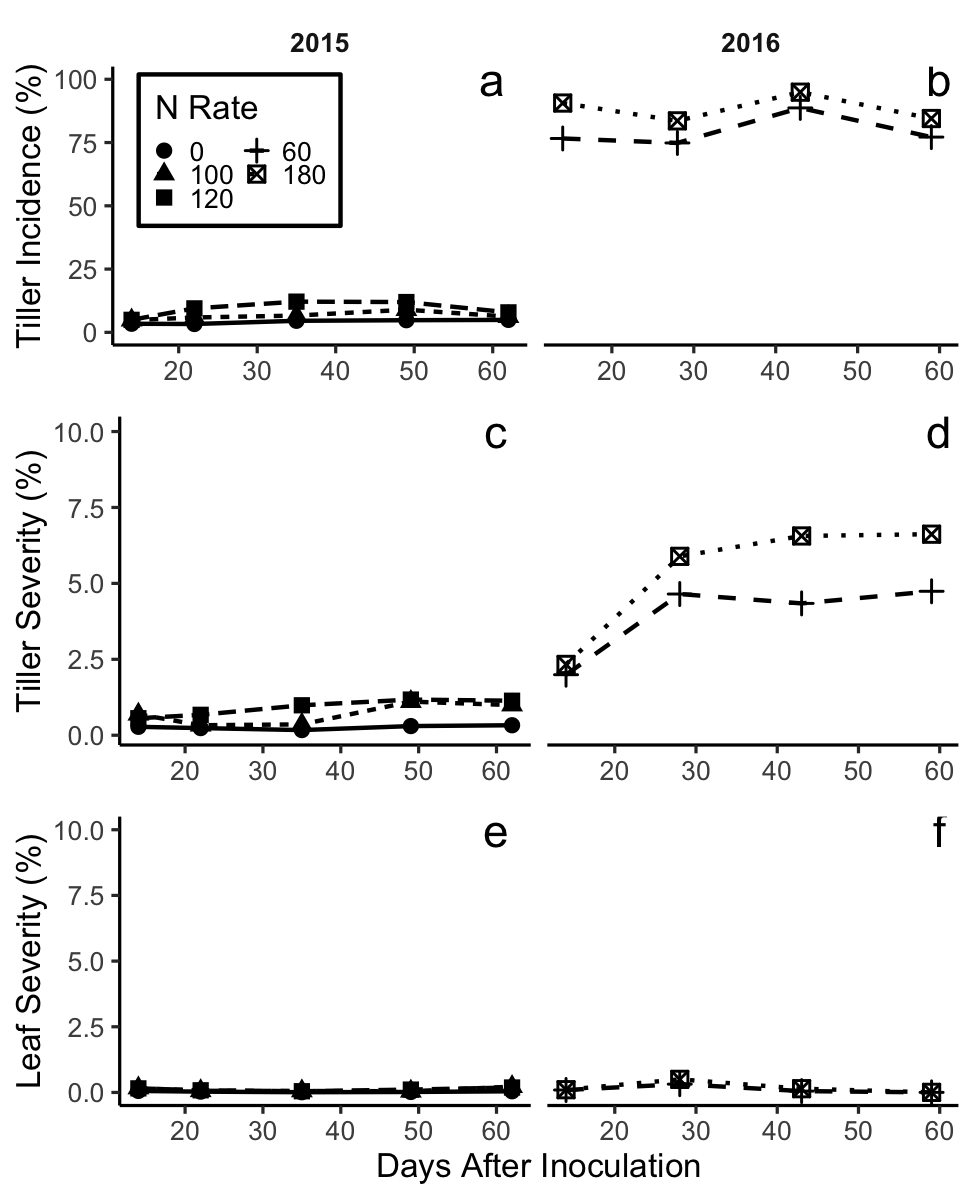 2015 2016
Tiller Incidence (%)
100
75
50
25
0
N Rate
0 60
100 180
120
a
b
20 30 40 50 60 20 30 40 50 60
Tiller Severity (%)
10.0
7.5
5.0
2.5
0.0
c
d
20 30 40 50 60 20 30 40 50 60
Leaf Severity (%)
10.0
7.5
5.0
2.5
0.0
e
f
20 30 40 50 60 20 30 40 50 60
Days After Inoculation